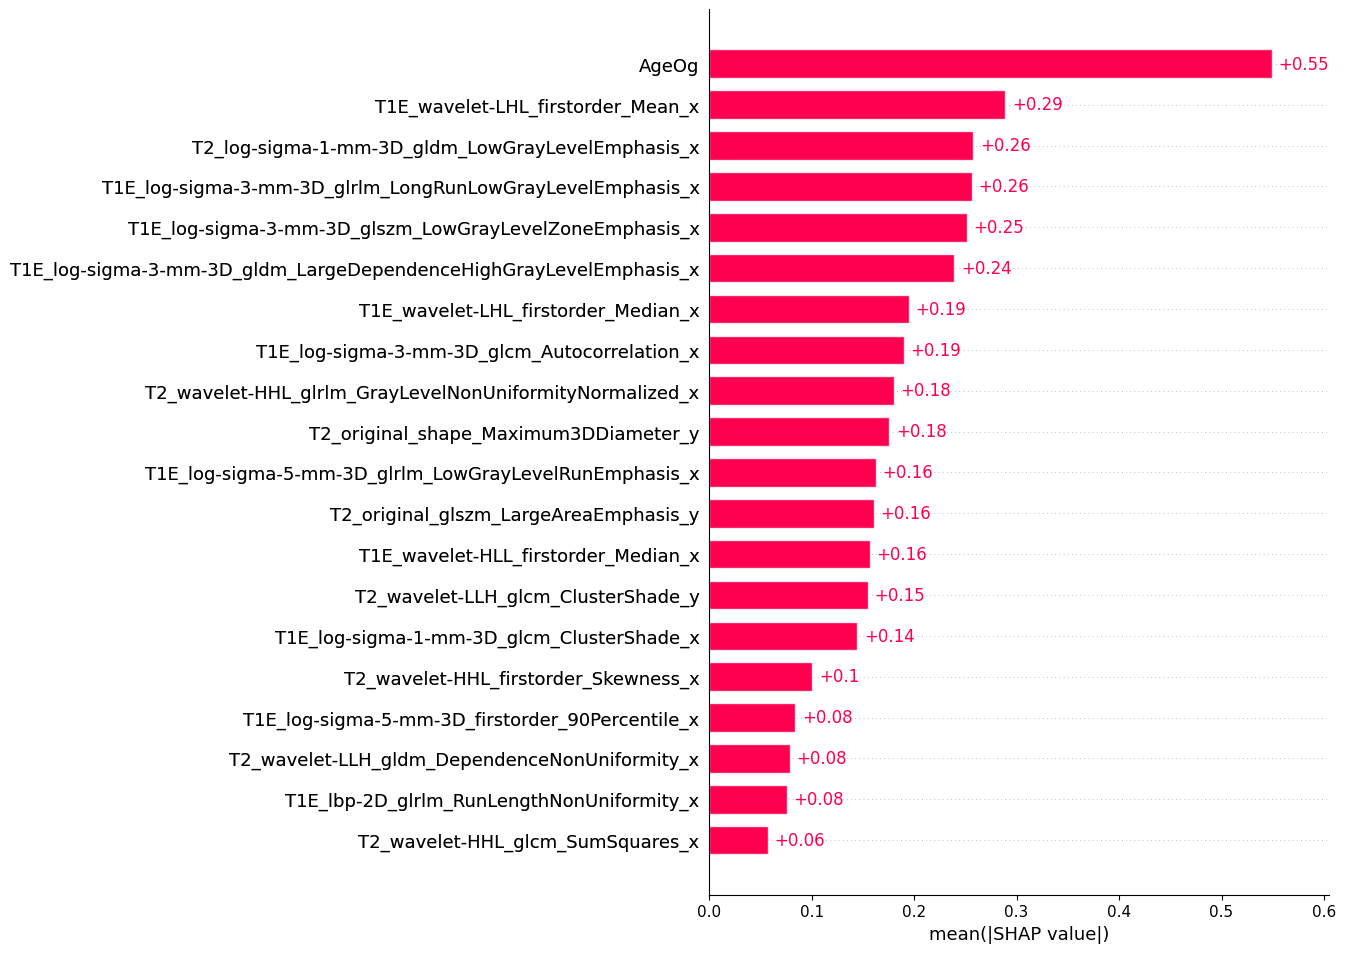 AgeOg +0.55
T1E_wavelet-LHL_firstorder_Mean_x +0.29
T2_log-sigma-1-mm-3D_gldm_LowGrayLevelEmphasis_x +0.26
T1E_log-sigma-3-mm-3D_glrlm_LongRunLowGrayLevelEmphasis_x +0.26
T1E_log-sigma-3-mm-3D_glszm_LowGrayLevelZoneEmphasis_x +0.25
T1E_log-sigma-3-mm-3D_gldm_LargeDependenceHighGrayLevelEmphasis_x +0.24
T1E_wavelet-LHL_firstorder_Median_x +0.19
T1E_log-sigma-3-mm-3D_glcm_Autocorrelation_x +0.19
T2_wavelet-HHL_glrlm_GrayLevelNonUniformityNormalized_x +0.18
T2_original_shape_Maximum3DDiameter_y +0.18
T1E_log-sigma-5-mm-3D_glrlm_LowGrayLevelRunEmphasis_x +0.16
T2_original_glszm_LargeAreaEmphasis_y +0.16
T1E_wavelet-HLL_firstorder_Median_x +0.16
T2_wavelet-LLH_glcm_ClusterShade_y +0.15
T1E_log-sigma-1-mm-3D_glcm_ClusterShade_x +0.14
T2_wavelet-HHL_firstorder_Skewness_x +0.1
T1E_log-sigma-5-mm-3D_firstorder_90Percentile_x +0.08
T2_wavelet-LLH_gldm_DependenceNonUniformity_x +0.08
T1E_lbp-2D_glrlm_RunLengthNonUniformity_x +0.08
T2_wavelet-HHL_glcm_SumSquares_x +0.06
0.0 0.1 0.2 0.3 0.4 0.5 0.6
mean(|SHAP value|)